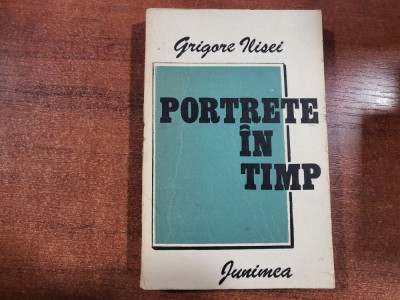 Grigore Ilisei
PORTRETE
ÎN
TIMP
Junimea